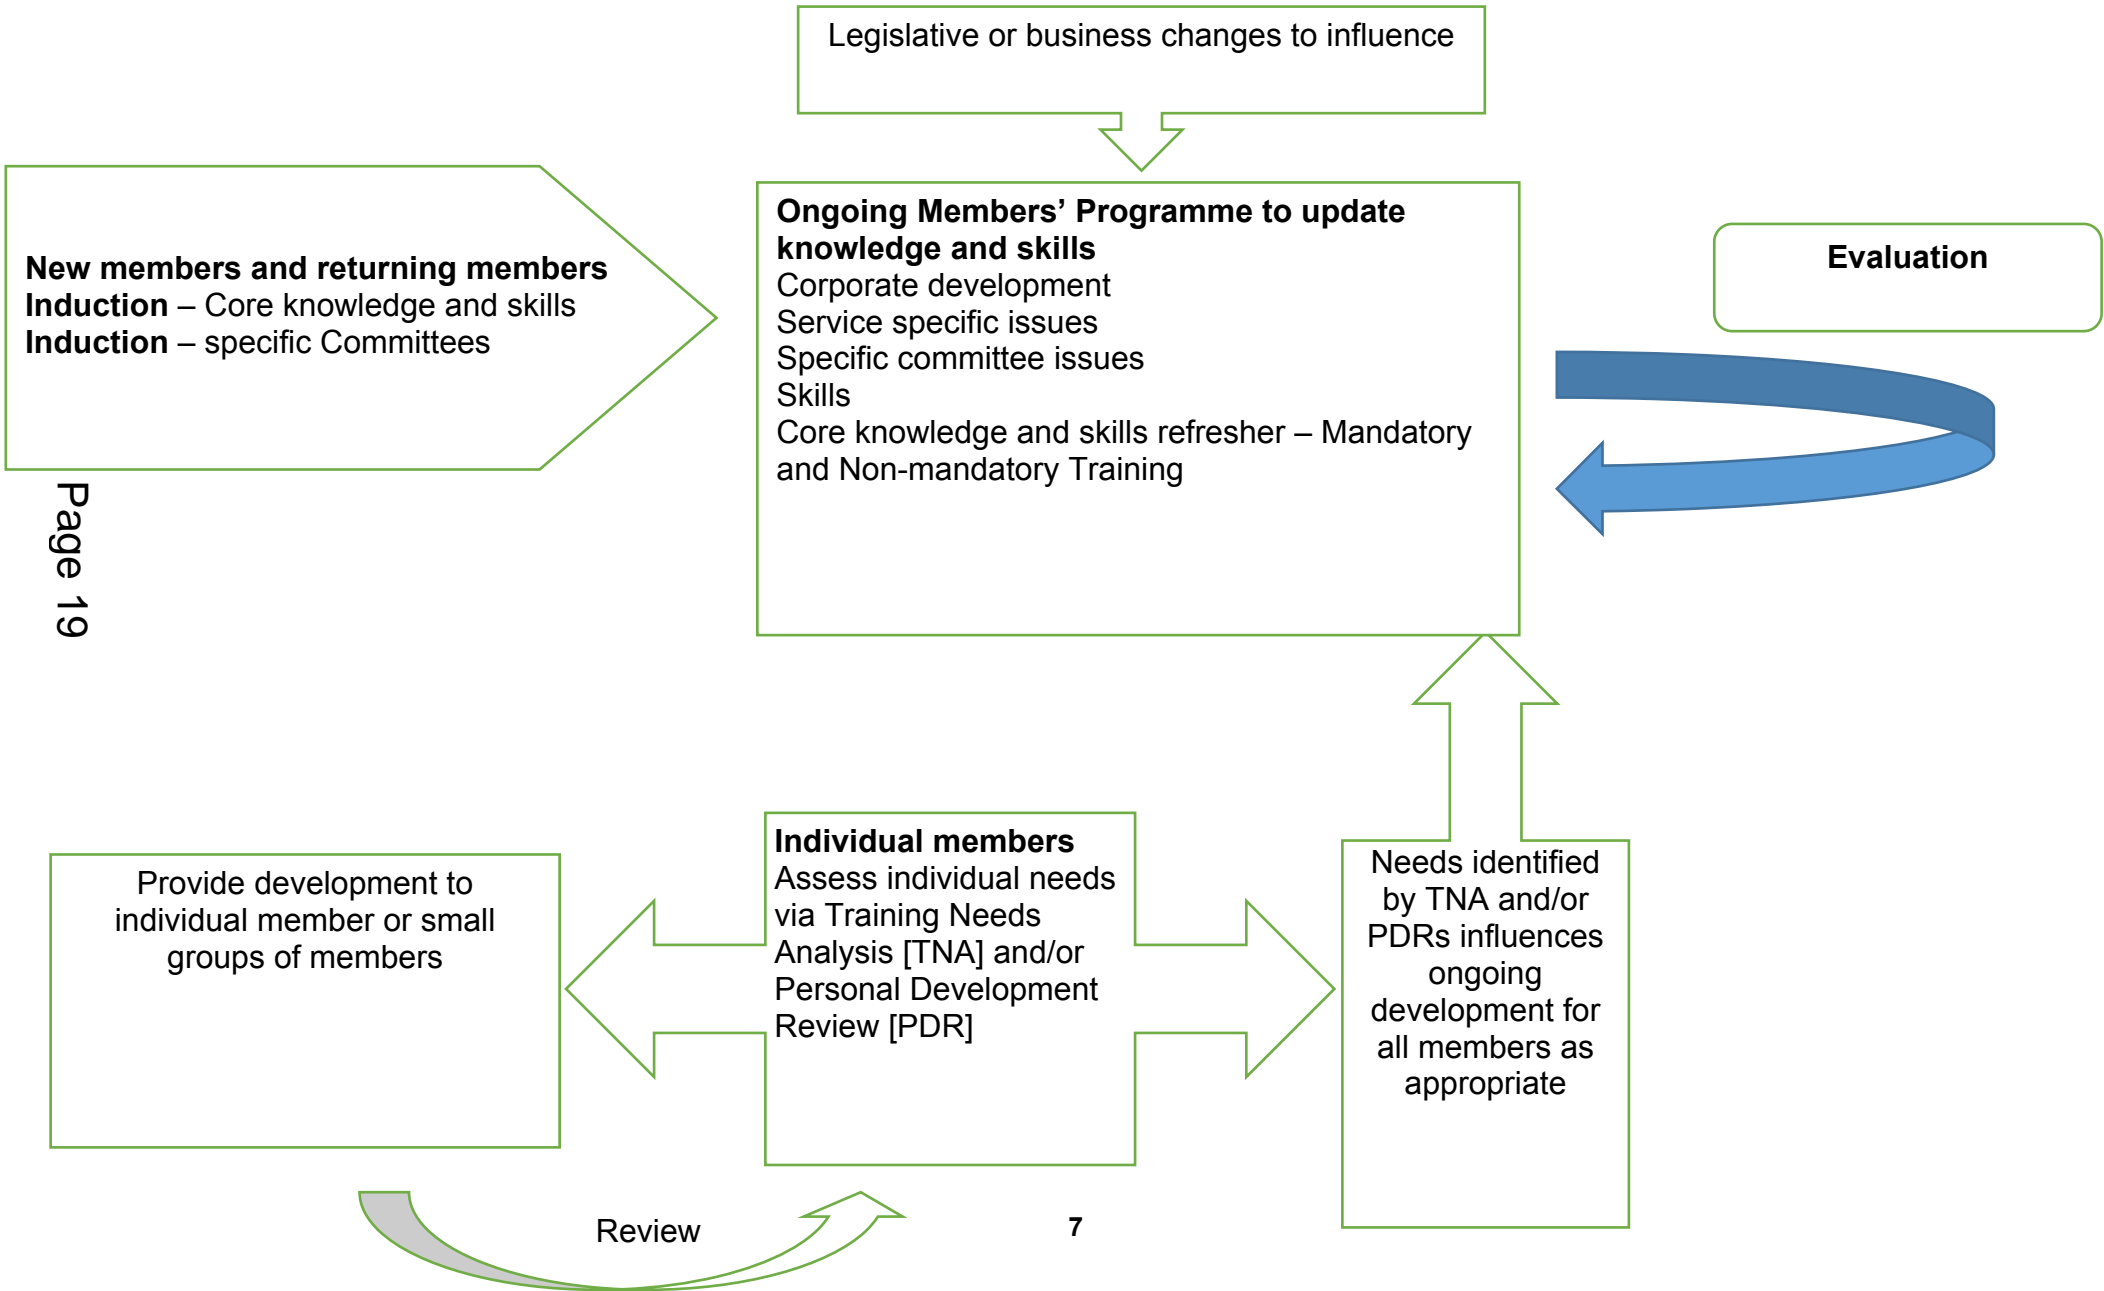 Legislative or business changes to influence
New members and returning members
Induction – Core knowledge and skills
Induction – specific Committees
Ongoing Members’ Programme to update
knowledge and skills
Corporate development
Service specific issues
Specific committee issues
Skills
Core knowledge and skills refresher – Mandatory
and Non-mandatory Training
Evaluation
Page 19
Provide development to
individual member or small
groups of members
Individual members
Assess individual needs
via Training Needs
Analysis [TNA] and/or
Personal Development
Review [PDR]
Needs identified
by TNA and/or
PDRs influences
ongoing
development for
all members as
appropriate
Review
7